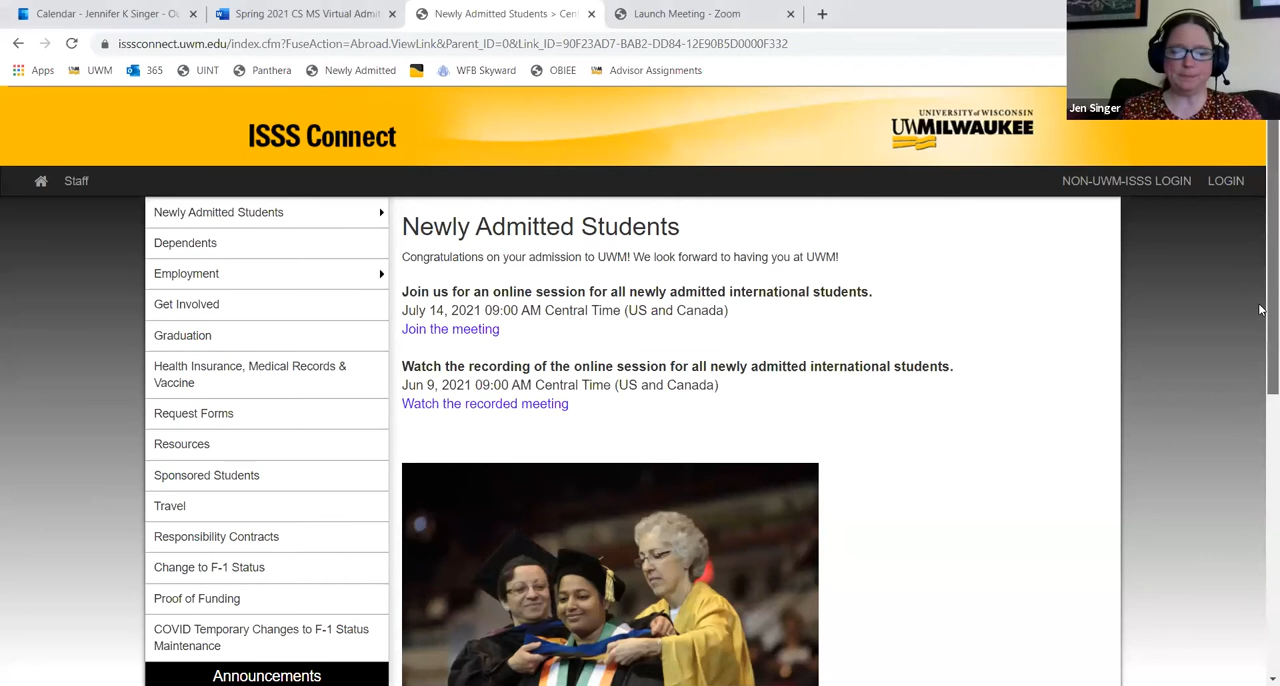 Calendar - Jennifer K Singer - Ou
Spring 2021 CS MS Virtual Admit
Newly Admitted Students > Cen
Launch Meeting - Zoom
isssconnect.uwm.edu/index.cfm?FuseAction=Abroad.ViewLink&Parent_ID=0&Link_ID=90F23AD7-BAB2-DD84-12E90B5D0000F332
Apps
UWM
365
UINT
Panthera
Newly Admitted
WFB Skyward
OBIEE
Advisor Assignments
Jen Singer
ISSS Connect
UNIVERSITY of WISCONSIN
UWMILWAUKEE
Staff
NON-UWM-ISSS LOGIN
LOGIN
Newly Admitted Students
Dependents
Employment
Get Involved
Graduation
Health Insurance, Medical Records &
Vaccine
Request Forms
Resources
Sponsored Students
Travel
Responsibility Contracts
Change to F-1 Status
Proof of Funding
COVID Temporary Changes to F-1 Status
Maintenance
Announcements
Newly Admitted Students
Congratulations on your admission to UWM! We look forward to having you at UWM!
Join us for an online session for all newly admitted international students.
July 14, 2021 09:00 AM Central Time (US and Canada)
Join the meeting
Watch the recording of the online session for all newly admitted international students.
Jun 9, 2021 09:00 AM Central Time (US and Canada)
Watch the recorded meeting